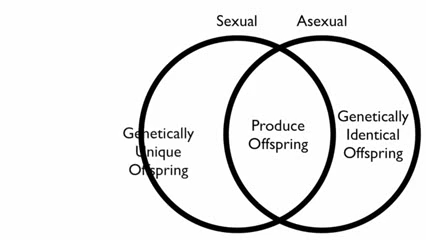 Sexual
Asexual
Genetically
Unique
Offspring
Produce
Offspring
Genetically
Identical
Offspring